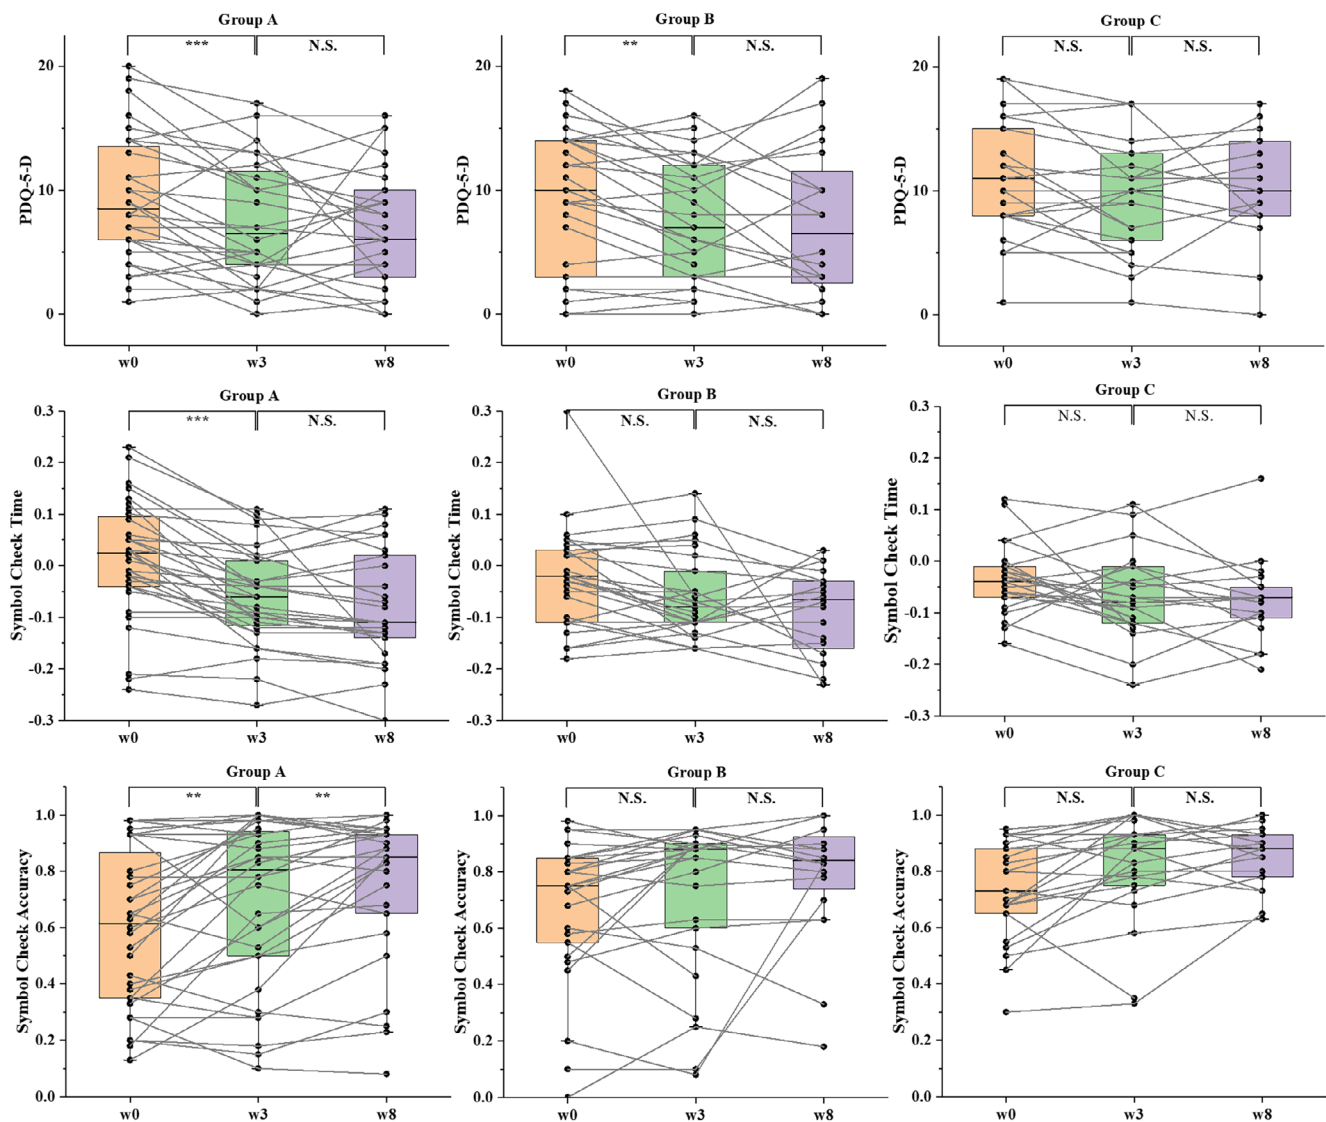 Group A
Group B
Group C
*** N.S.
** N.S.
N.S. N.S.
PDQ-5-D
20
10
0
w0 w3 w8
PDQ-5-D
20
10
0
w0 w3 w8
PDQ-5-D
20
10
0
w0 w3 w8
Group A
*** N.S.
Symbol Check Time
0.3
0.2
0.1
0.0
-0.1
-0.2
-0.3
w0 w3 w8
Group B
N.S. N.S.
Symbol Check Time
0.3
0.2
0.1
0.0
-0.1
-0.2
-0.3
w0 w3 w8
Group C
N.S. N.S.
Symbol Check Time
0.3
0.2
0.1
0.0
-0.1
-0.2
-0.3
w0 w3 w8
Group A
** **
Symbol Check Accuracy
1.0
0.8
0.6
0.4
0.2
0.0
w0 w3 w8
Group B
N.S. N.S.
Symbol Check Accuracy
1.0
0.8
0.6
0.4
0.2
0.0
w0 w3 w8
Group C
N.S. N.S.
Symbol Check Accuracy
1.0
0.8
0.6
0.4
0.2
0.0
w0 w3 w8